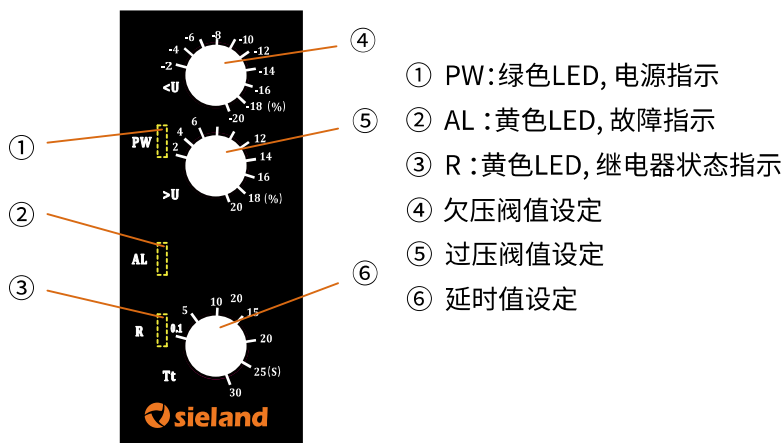 -8
-6 -10
-4 -12
-2 -14
<U -16
-18 (%)
-20
④
① PW:绿色LED, 电源指示
② AL :黄色LED, 故障指示
③ R :黄色LED, 继电器状态指示
④ 欠压阀值设定
⑤ 过压阀值设定
⑥ 延时值设定
①
PW
6
4 12
2 14
16
>U 18 (%)
20
⑤
②
AL
③
R
10 20
5 15
0.1 20
25(S)
Tt 30
⑥
sieland